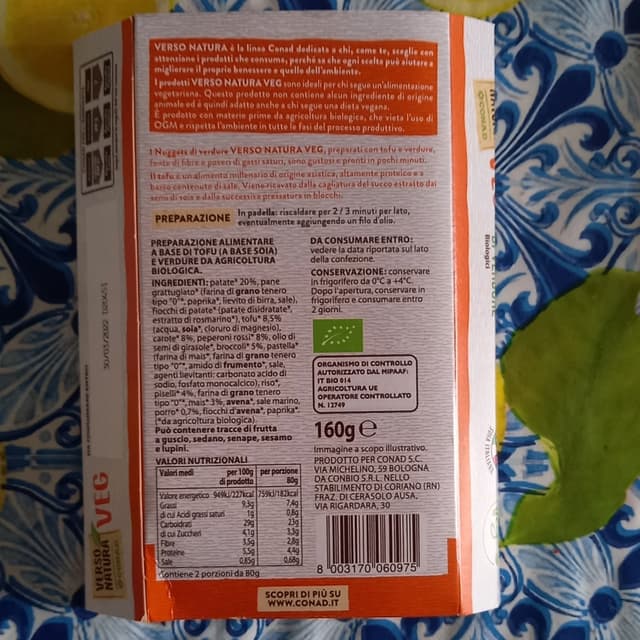 VERSO NATURA è la linea Conad dedicata a chi, come te, sceglie con
attenzione i prodotti che consuma, perché sa che ogni scelta può aiutare a
migliorare il proprio benessere e quello dell'ambiente.
I prodotti VERSO NATURA VEG sono ideali per chi segue un'alimentazione
vegetariana. Questo prodotto non contiene alcun ingrediente di origine
animale ed è quindi adatto anche a chi segue una dieta vegana.
È prodotto con materie prime da agricoltura biologica, che vieta l'uso di
OGM e rispetta l'ambiente in tutte le fasi del processo produttivo.
I Nuggets di verdure VERSO NATURA VEG, preparati con tofu e verdure,
fonte di fibre e poveri di grassi saturi, sono gustosi e pronti in pochi minuti.
Il tofu è un alimento millenario di origine asiatica, altamente proteico e a
basso contenuto di sale. Viene ricavato dalla cagliatura del succo estratto dai
semi di soia e dalla successiva pressatura in blocchi.
PREPARAZIONE
In padella: riscaldare per 2 / 3 minuti per lato,
eventualmente aggiungendo un filo d'olio.
PREPARAZIONE ALIMENTARE
A BASE DI TOFU (A BASE SOIA)
E VERDURE DA AGRICOLTURA
BIOLOGICA.
INGREDIENTI: patate* 20%, pane
grattugiato* (farina di grano tenero
tipo "0"*, paprika*, lievito di birra, sale),
fiocchi di patate* (patate disidratate*,
estratto di rosmarino*), tofu* 8,5%
(acqua, soia*, cloruro di magnesio),
carote* 8%, peperoni rossi* 8%, olio di
semi di girasole*, broccoli* 5%, pastella*
(farina di mais*, farina di grano tenero
tipo "0"*, amido di frumento*, sale,
agenti lievitanti: carbonato acido di
sodio, fosfato monocalcico), riso*,
piselli* 4%, farina di grano tenero
tipo "0"*, mais* 3%, avena*, sale marino,
porro* 0,7%, fiocchi d'avena*, paprika*.
(*da agricoltura biologica).
Può contenere tracce di frutta
a guscio, sedano, senape, sesamo
e lupini.
VALORI NUTRIZIONALI
Valori medi per 100g di prodotto per porzione 80g
Valore energetico 949kJ/227kcal 759kJ/182kcal
Grassi 9,3g 7,4g
di cui Acidi grassi saturi 1g 0,8g
Carboidrati 29g 23g
di cui Zuccheri 4,1g 3,3g
Fibre 3,5g 2,8g
Proteine 5,5g 4,4g
Sale 0,85g 0,68g
Contiene 2 porzioni da 80g
DA CONSUMARE ENTRO:
vedere la data riportata sul lato
della confezione.
CONSERVAZIONE: conservare
in frigorifero da 0°C a +4°C.
Dopo l'apertura, conservare in
frigorifero e consumare entro
2 giorni.
ORGANISMO DI CONTROLLO
AUTORIZZATO DAL MIPAAF:
IT BIO 014
AGRICOLTURA UE
OPERATORE CONTROLLATO
N. 12749
160g e
Immagine a scopo illustrativo.
PRODOTTO PER CONAD S.C.
VIA MICHELINO, 59 BOLOGNA
DA CONBIO S.R.L. NELLO
STABILIMENTO DI CORIANO (RN)
FRAZ. DI CERASOLO AUSA,
VIA RIGARDARA, 30
8 003170 060975
SCOPRI DI PIÙ SU
WWW.CONAD.IT
30/03/2022
VERSO
NATURA
CONAD
VEG
CONAD
Biologici